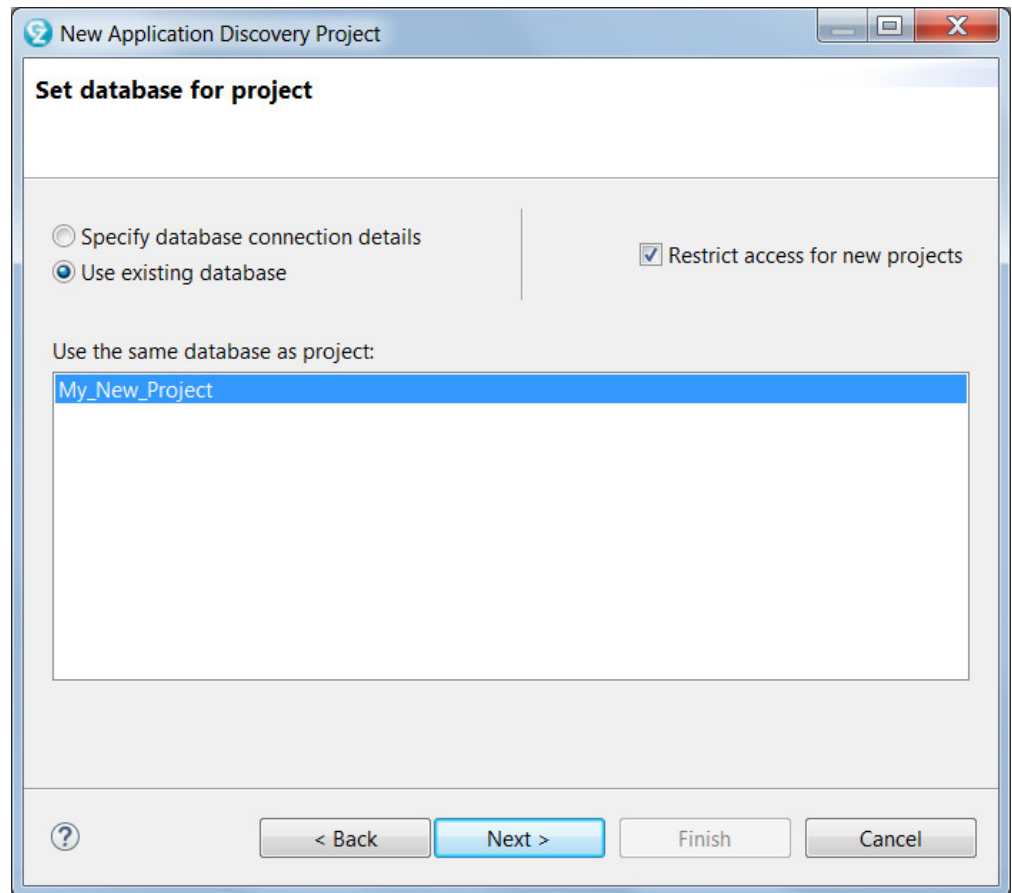 New Application Discovery Project
Set database for project
Specify database connection details
Use existing database
Restrict access for new projects
Use the same database as project:
My_New_Project
? < Back Next > Finish Cancel